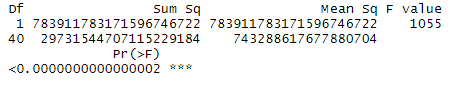 Df Sum Sq Mean Sq F value
1 783911783171596746722 783911783171596746722 1055
40 29731544707115229184 743288617677880704
Pr(>F)
<0.0000000000000002 ***